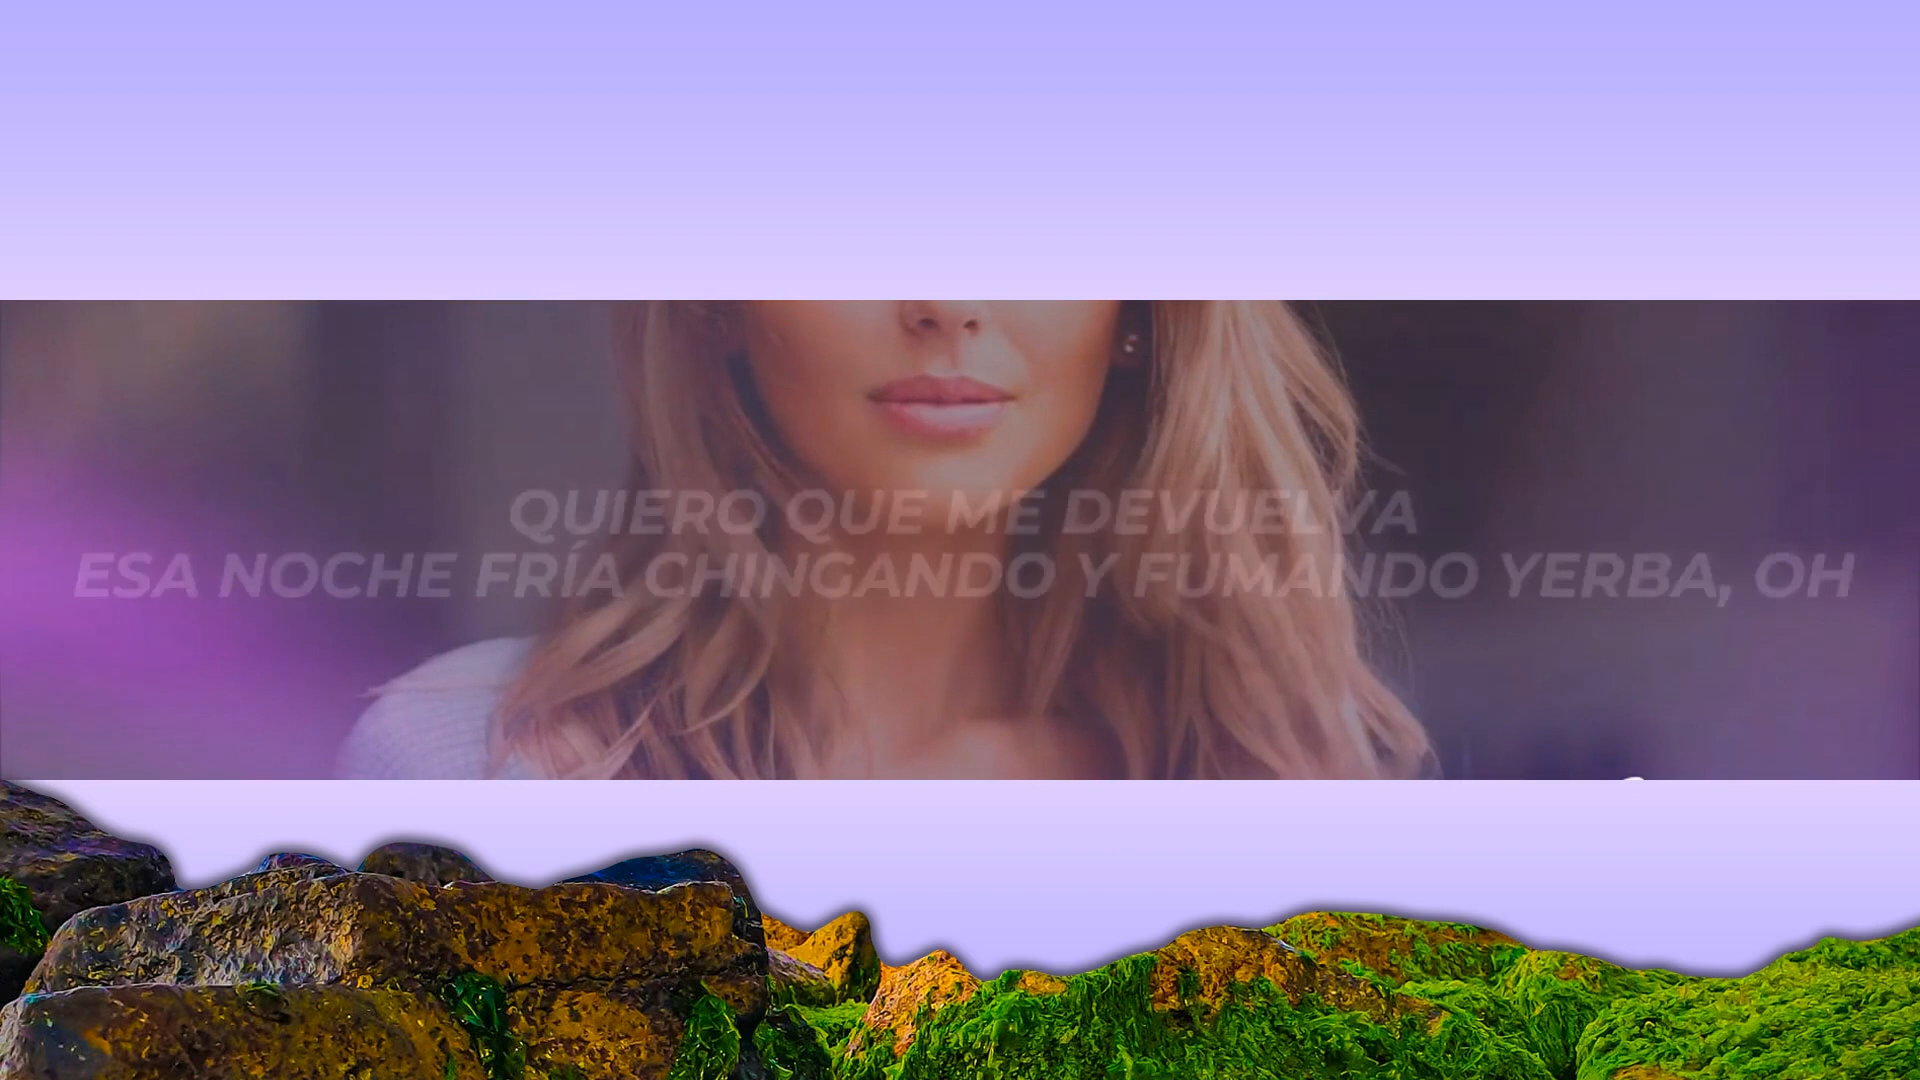 QUIERO QUE ME DEVUELVA
ESA NOCHE FRÍA CHINGANDO Y FUMANDO YERBA, OH